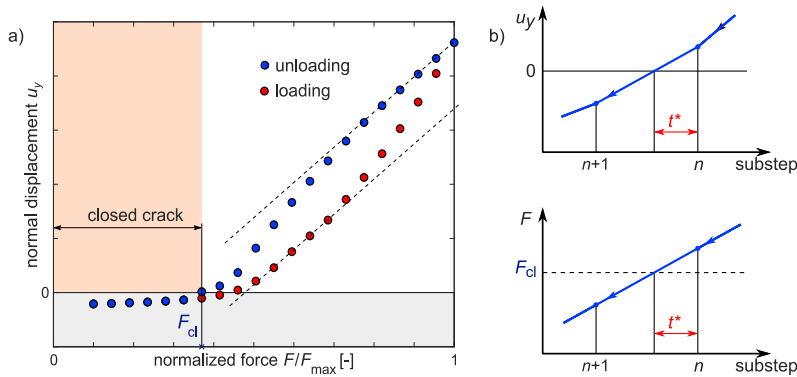 a)
normal displacement u_y
unloading
loading
closed crack
0
F_cl
0
normalized force F/F_max [-]
1
b)
u_y
0
t*
n+1
n
substep
F
F_cl
t*
n+1
n
substep